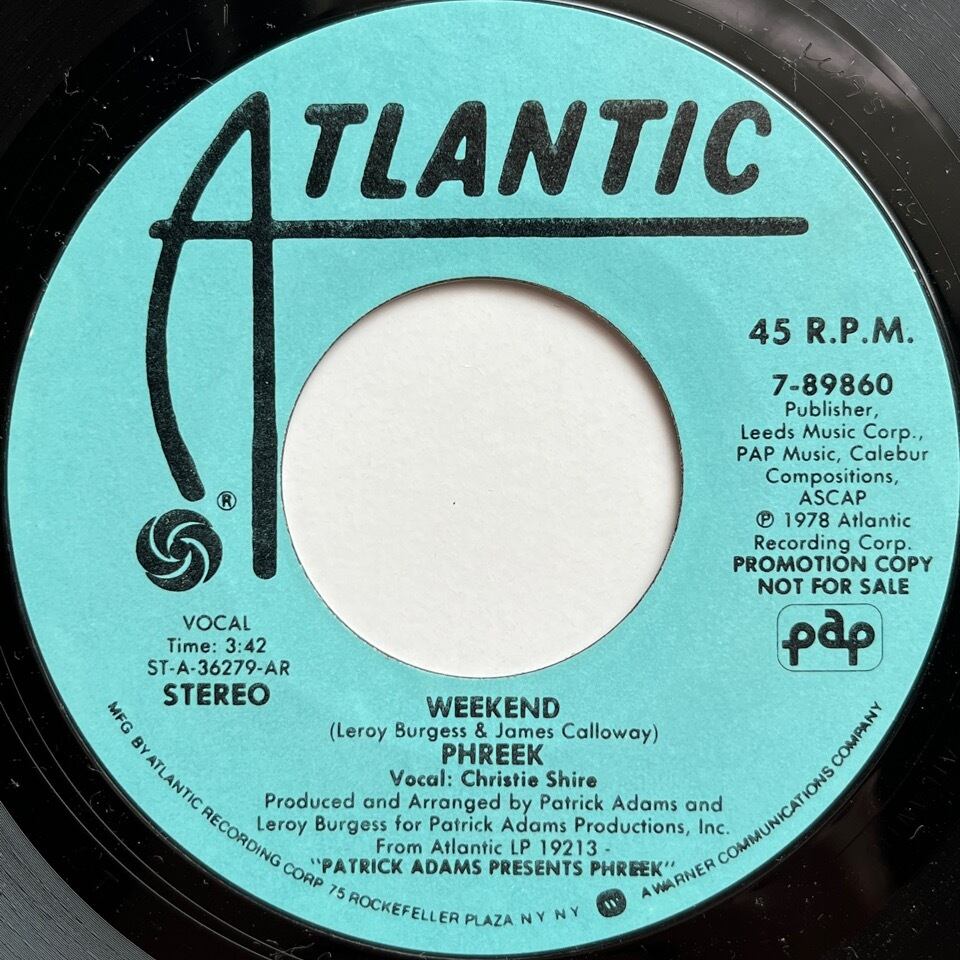 ATLANTIC
®
45 R.P.M.
7-89860
Publisher,
Leeds Music Corp.,
PAP Music, Calebur
Compositions,
ASCAP
℗ 1978 Atlantic
Recording Corp.
PROMOTION COPY
NOT FOR SALE
pap
VOCAL
Time: 3:42
ST-A-36279-AR
STEREO
WEEKEND
(Leroy Burgess & James Calloway)
PHREEK
Vocal: Christie Shire
Produced and Arranged by Patrick Adams and
Leroy Burgess for Patrick Adams Productions, Inc.
From Atlantic LP 19213 -
"PATRICK ADAMS PRESENTS PHREEK"
MFG BY ATLANTIC RECORDING CORP 75 ROCKEFELLER PLAZA NY NY A WARNER COMMUNICATIONS COMPANY